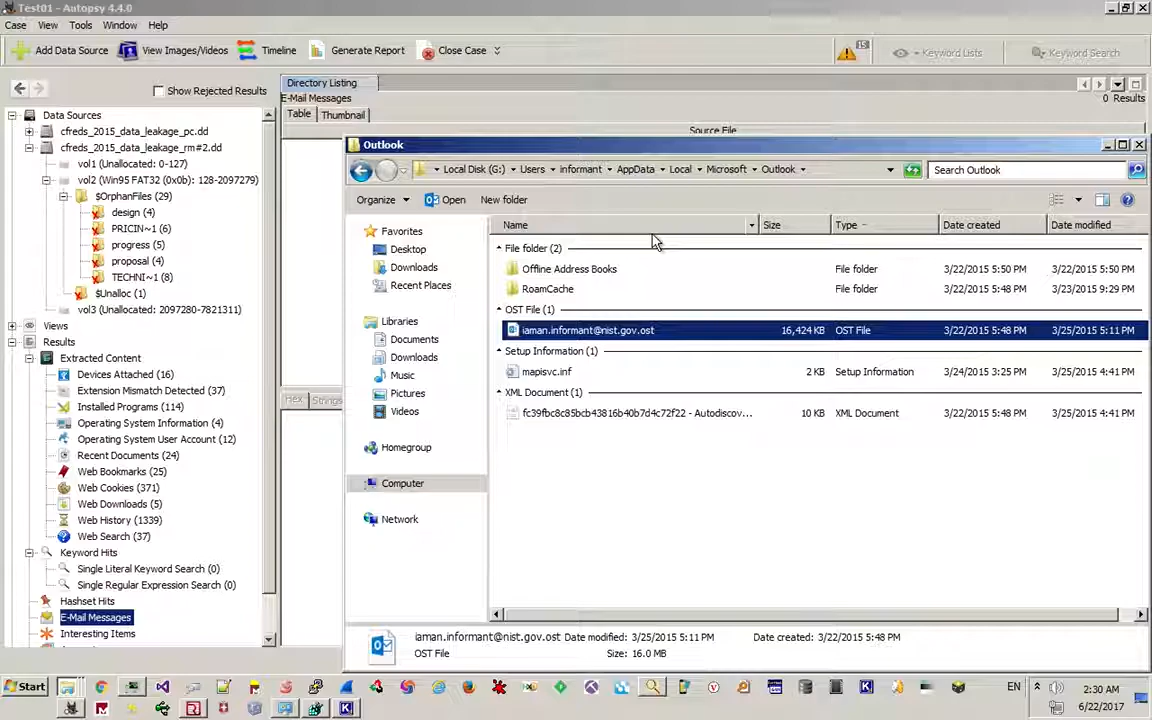 Test01 - Autopsy 4.4.0
Case View Tools Window Help
Add Data Source View Images/Videos Timeline Generate Report Close Case 15 Keyword Lists Keyword Search
Show Rejected Results
Directory Listing
E-Mail Messages
0 Results
Table Thumbnail
Source File
Data Sources
cfreds_2015_data_leakage_pc.dd
cfreds_2015_data_leakage_rm#2.dd
vol1 (Unallocated: 0-127)
vol2 (Win95 FAT32 (0x0b): 128-2097279)
$OrphanFiles (29)
design (4)
PRICIN~1 (6)
progress (5)
proposal (4)
TECHNI~1 (8)
$Unalloc (1)
vol3 (Unallocated: 2097280-7821311)
Views
Results
Extracted Content
Devices Attached (16)
Extension Mismatch Detected (37)
Installed Programs (114)
Operating System Information (4)
Operating System User Account (12)
Recent Documents (24)
Web Bookmarks (25)
Web Cookies (371)
Web Downloads (5)
Web History (1339)
Web Search (37)
Keyword Hits
Single Literal Keyword Search (0)
Single Regular Expression Search (0)
Hashset Hits
E-Mail Messages
Interesting Items
Hex Strings
Outlook
Local Disk (G:) Users informant AppData Local Microsoft Outlook
Search Outlook
Organize Open New folder
Favorites
Desktop
Downloads
Recent Places
Libraries
Documents
Downloads
Music
Pictures
Videos
Homegroup
Computer
Network
Name Size Type Date created Date modified
File folder (2)
Offline Address Books File folder 3/22/2015 5:50 PM 3/22/2015 5:50 PM
RoamCache File folder 3/22/2015 5:48 PM 3/23/2015 9:29 PM
OST File (1)
iaman.informant@nist.gov.ost 16,424 KB OST File 3/22/2015 5:48 PM 3/25/2015 5:11 PM
Setup Information (1)
mapisvc.inf 2 KB Setup Information 3/24/2015 3:25 PM 3/25/2015 4:41 PM
XML Document (1)
fc39fbc8c85bcb43816b40b7d4c72f22 - Autodiscov... 10 KB XML Document 3/22/2015 5:48 PM 3/25/2015 4:41 PM
iaman.informant@nist.gov.ost Date modified: 3/25/2015 5:11 PM Date created: 3/22/2015 5:48 PM
OST File Size: 16.0 MB
Start
EN
2:30 AM
6/22/2017